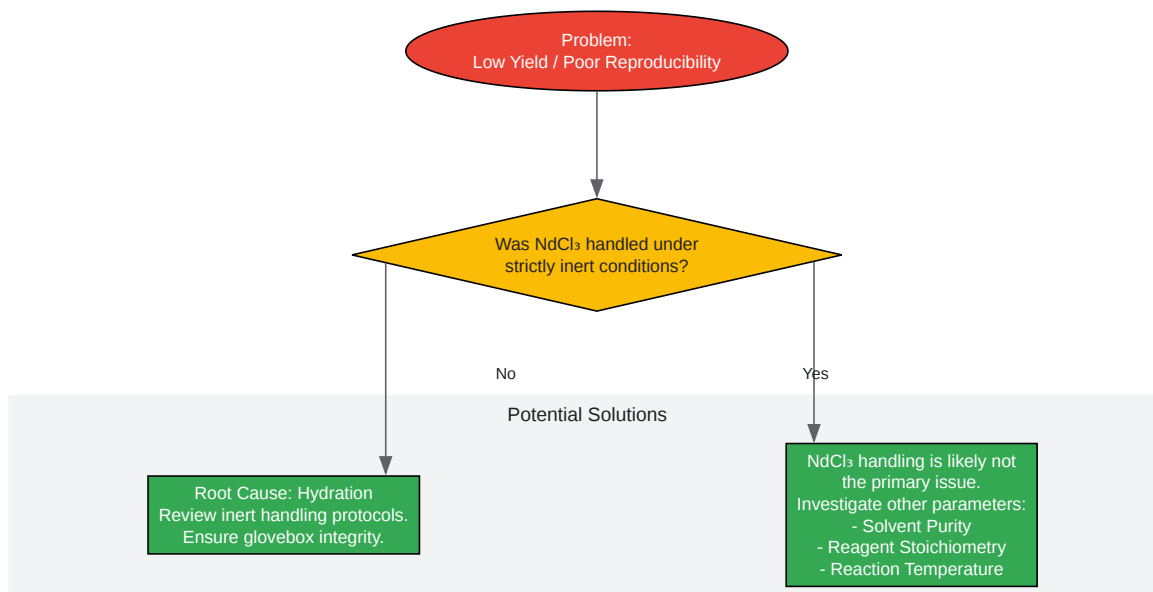 Problem:
Low Yield / Poor Reproducibility
Was NdCl₃ handled under
strictly inert conditions?
No
Yes
Potential Solutions
Root Cause: Hydration
Review inert handling protocols.
Ensure glovebox integrity.
NdCl₃ handling is likely not
the primary issue.
Investigate other parameters:
- Solvent Purity
- Reagent Stoichiometry
- Reaction Temperature